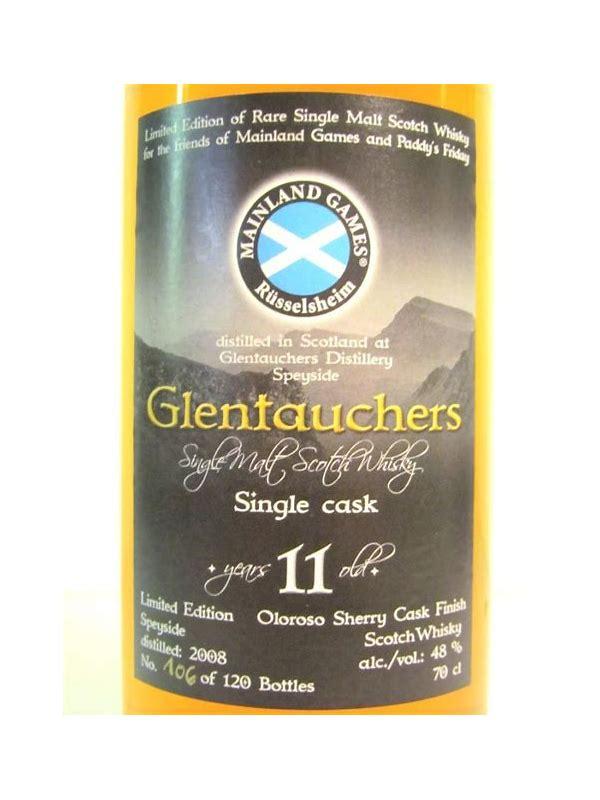 Limited Edition of Rare Single Malt Scotch Whisky
for the friends of Mainland Games and Paddy's Friday
MAINLAND GAMES®
Rüsselsheim
distilled in Scotland at
Glentauchers Distillery
Speyside
Glentauchers
Single Malt Scotch Whisky
Single cask
years 11 old
Limited Edition
Speyside
distilled: 2008
No. 106 of 120 Bottles
Oloroso Sherry Cask Finish
Scotch Whisky
alc./vol.: 48 %
70 cl